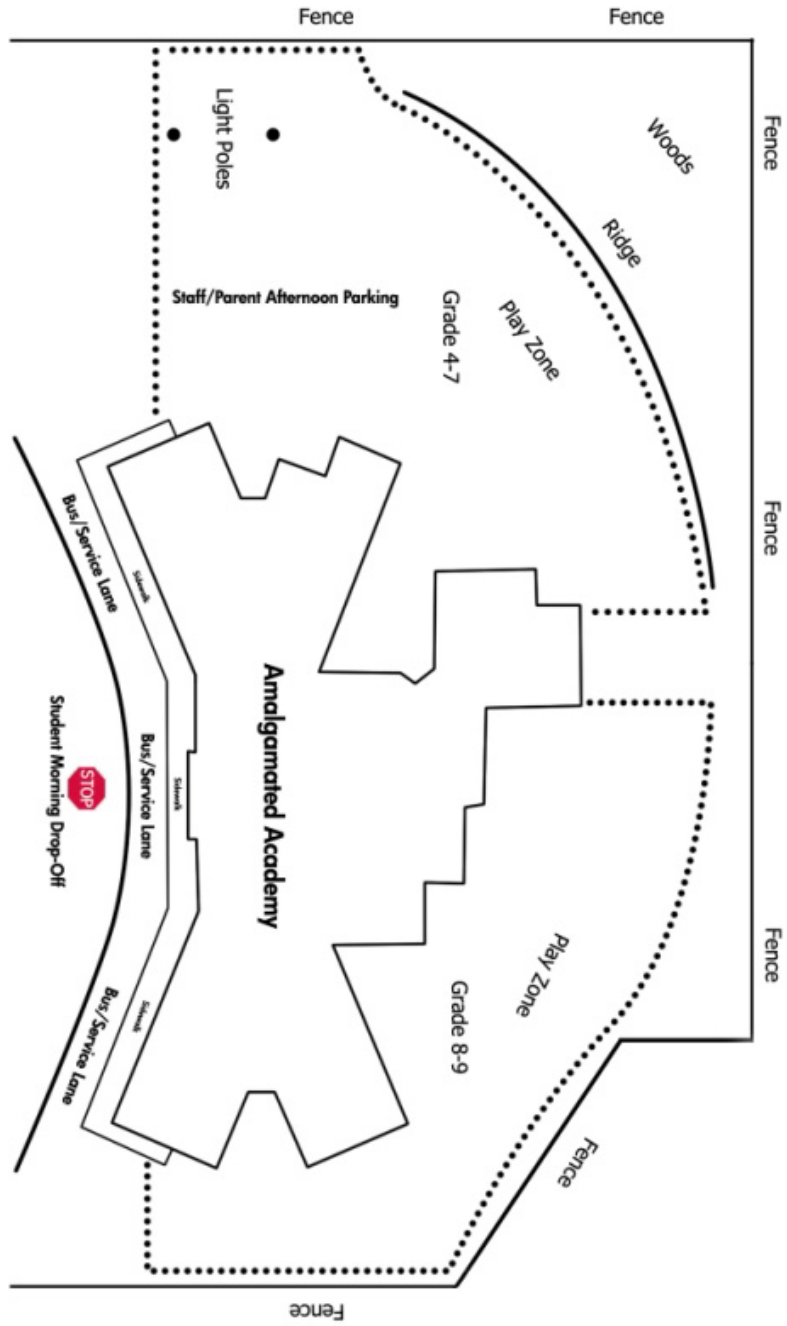 Fence
Fence
Fence
Woods
Light Poles
Ridge
Staff/Parent Afternoon Parking
Grade 4-7
Play Zone
Fence
Bus/Service Lane
Sidewalk
Amalgamated Academy
Student Morning Drop-Off
STOP
Bus/Service Lane
Sidewalk
Fence
Play Zone
Grade 8-9
Bus/Service Lane
Sidewalk
Fence
Fence